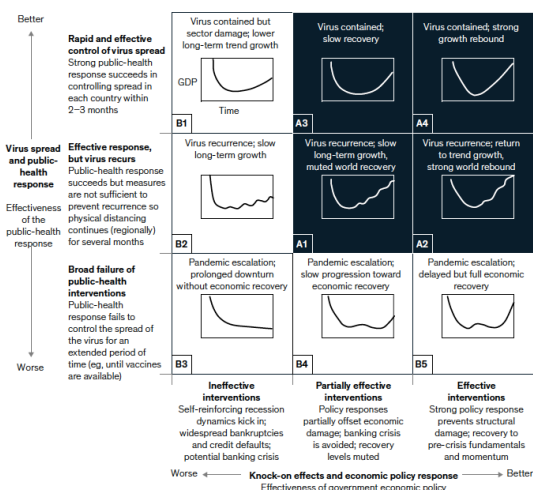 Better
Rapid and effective
control of virus spread
Strong public-health
response succeeds in
controlling spread in
each country within
2–3 months
Virus contained but
sector damage; lower
long-term trend growth
GDP
Time
B1
Virus contained;
slow recovery
A3
Virus contained; strong
growth rebound
A4
Virus spread
and public-
health
response
Effectiveness
of the
public-health
response
Effective response,
but virus recurs
Public-health response
succeeds but measures
are not sufficient to
prevent recurrence so
physical distancing
continues (regionally)
for several months
Virus recurrence; slow
long-term growth
B2
Virus recurrence; slow
long-term growth,
muted world recovery
A1
Virus recurrence; return
to trend growth,
strong world rebound
A2
Broad failure of
public-health
interventions
Public-health
response fails to
control the spread of
the virus for an
extended period of
time (eg, until vaccines
are available)
Worse
Pandemic escalation;
prolonged downturn
without economic recovery
B3
Pandemic escalation;
slow progression toward
economic recovery
B4
Pandemic escalation;
delayed but full economic
recovery
B5
Ineffective
interventions
Self-reinforcing recession
dynamics kick in;
widespread bankruptcies
and credit defaults;
potential banking crisis
Partially effective
interventions
Policy responses
partially offset economic
damage; banking crisis
is avoided; recovery
levels muted
Effective
interventions
Strong policy response
prevents structural
damage; recovery to
pre-crisis fundamentals
and momentum
Worse
Knock-on effects and economic policy response
Better
Effectiveness of government economic policy